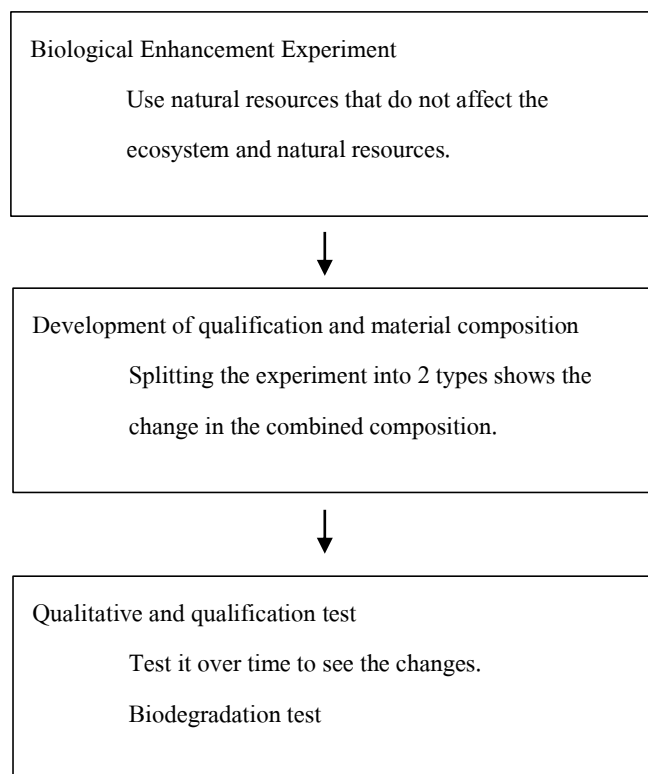 Biological Enhancement Experiment
Use natural resources that do not affect the
ecosystem and natural resources.
Development of qualification and material composition
Splitting the experiment into 2 types shows the
change in the combined composition.
Qualitative and qualification test
Test it over time to see the changes.
Biodegradation test